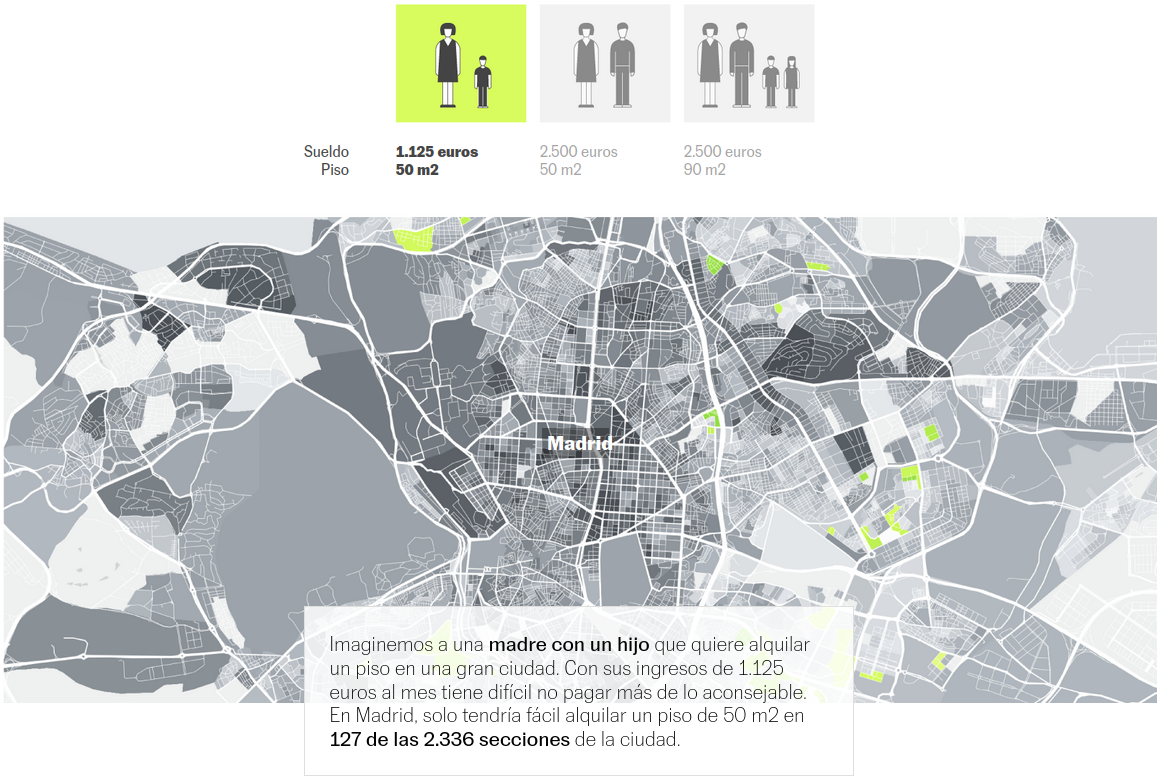 Sueldo 1.125 euros 2.500 euros 2.500 euros
Piso 50 m2 50 m2 90 m2
Madrid
Imaginemos a una madre con un hijo que quiere alquilar
un piso en una gran ciudad. Con sus ingresos de 1.125
euros al mes tiene difícil no pagar más de lo aconsejable.
En Madrid, solo tendría fácil alquilar un piso de 50 m2 en
127 de las 2.336 secciones de la ciudad.